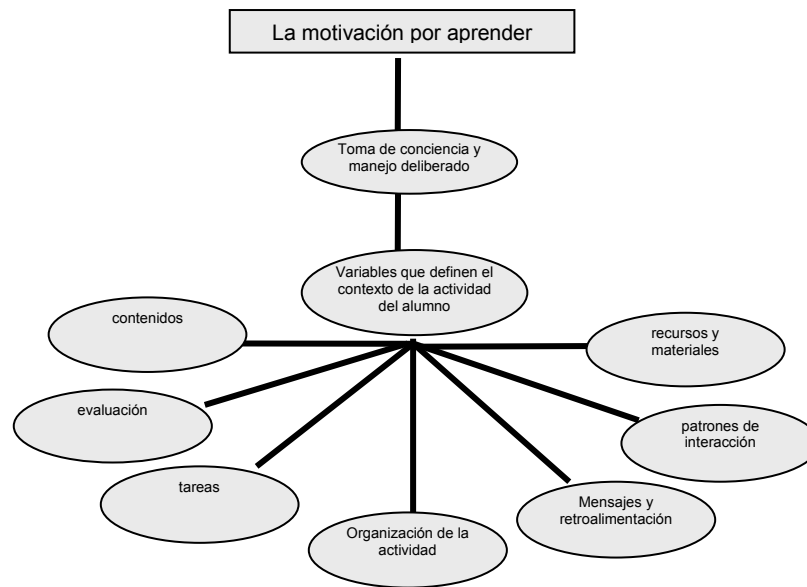 La motivación por aprender
Toma de conciencia y
manejo deliberado
Variables que definen el
contexto de la actividad
del alumno
contenidos
evaluación
tareas
Organización de la
actividad
Mensajes y
retroalimentación
patrones de
interacción
recursos y
materiales